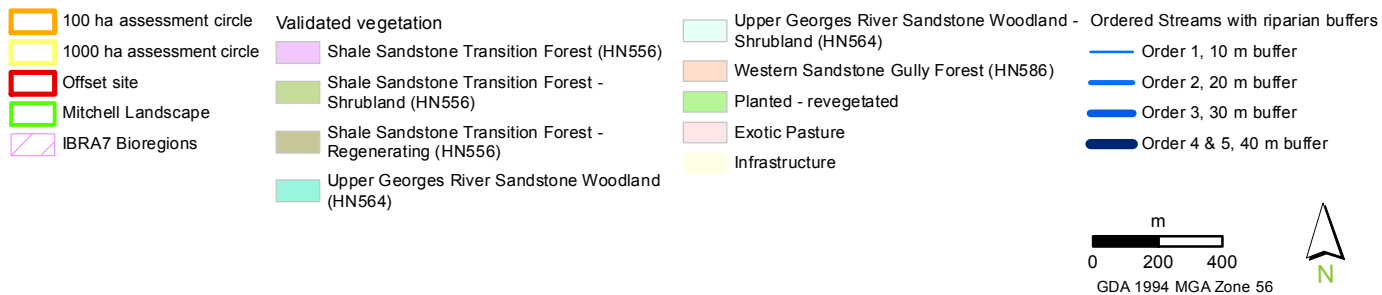 100 ha assessment circle
1000 ha assessment circle
Offset site
Mitchell Landscape
IBRA7 Bioregions
Validated vegetation
Shale Sandstone Transition Forest (HN556)
Shale Sandstone Transition Forest -
Shrubland (HN556)
Shale Sandstone Transition Forest -
Regenerating (HN556)
Upper Georges River Sandstone Woodland
(HN564)
Upper Georges River Sandstone Woodland -
Shrubland (HN564)
Western Sandstone Gully Forest (HN586)
Planted - revegetated
Exotic Pasture
Infrastructure
Ordered Streams with riparian buffers
Order 1, 10 m buffer
Order 2, 20 m buffer
Order 3, 30 m buffer
Order 4 & 5, 40 m buffer
m
0 200 400
GDA 1994 MGA Zone 56
N